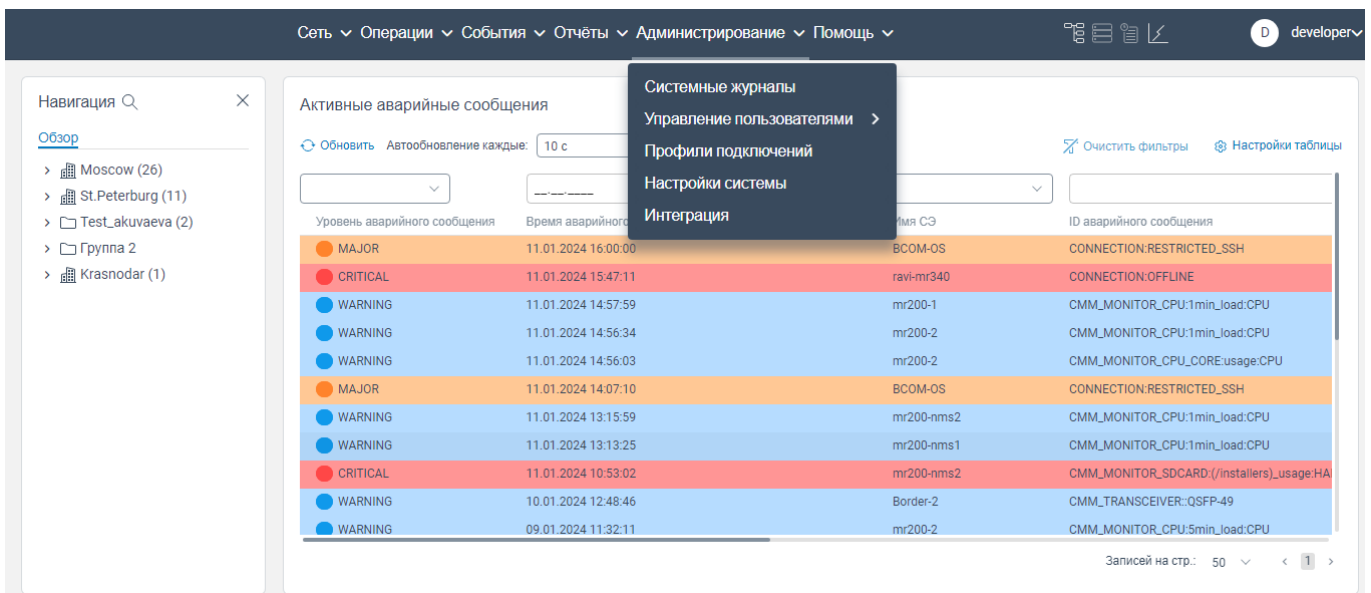 Сеть Операции События Отчёты Администрирование Помощь D developer
Навигация
Обзор
Moscow (26)
St.Peterburg (11)
Test_akuvaeva (2)
Группа 2
Krasnodar (1)
Системные журналы
Управление пользователями
Профили подключений
Настройки системы
Интеграция
Активные аварийные сообщения
Обновить Автообновление каждые: 10 с Очистить фильтры Настройки таблицы
__.__.____
Уровень аварийного сообщения Время аварийного Имя СЭ ID аварийного сообщения
MAJOR 11.01.2024 16:00:00 BCOM-OS CONNECTION:RESTRICTED_SSH
CRITICAL 11.01.2024 15:47:11 ravi-mr340 CONNECTION:OFFLINE
WARNING 11.01.2024 14:57:59 mr200-1 CMM_MONITOR_CPU:1min_load:CPU
WARNING 11.01.2024 14:56:34 mr200-2 CMM_MONITOR_CPU:1min_load:CPU
WARNING 11.01.2024 14:56:03 mr200-2 CMM_MONITOR_CPU_CORE:usage:CPU
MAJOR 11.01.2024 14:07:10 BCOM-OS CONNECTION:RESTRICTED_SSH
WARNING 11.01.2024 13:15:59 mr200-nms2 CMM_MONITOR_CPU:1min_load:CPU
WARNING 11.01.2024 13:13:25 mr200-nms1 CMM_MONITOR_CPU:1min_load:CPU
CRITICAL 11.01.2024 10:53:02 mr200-nms2 CMM_MONITOR_SDCARD:(/installers)_usage:HA
WARNING 10.01.2024 12:48:46 Border-2 CMM_TRANSCEIVER::QSFP-49
WARNING 09.01.2024 11:32:11 mr200-2 CMM_MONITOR_CPU:5min_load:CPU
Записей на стр.: 50 1